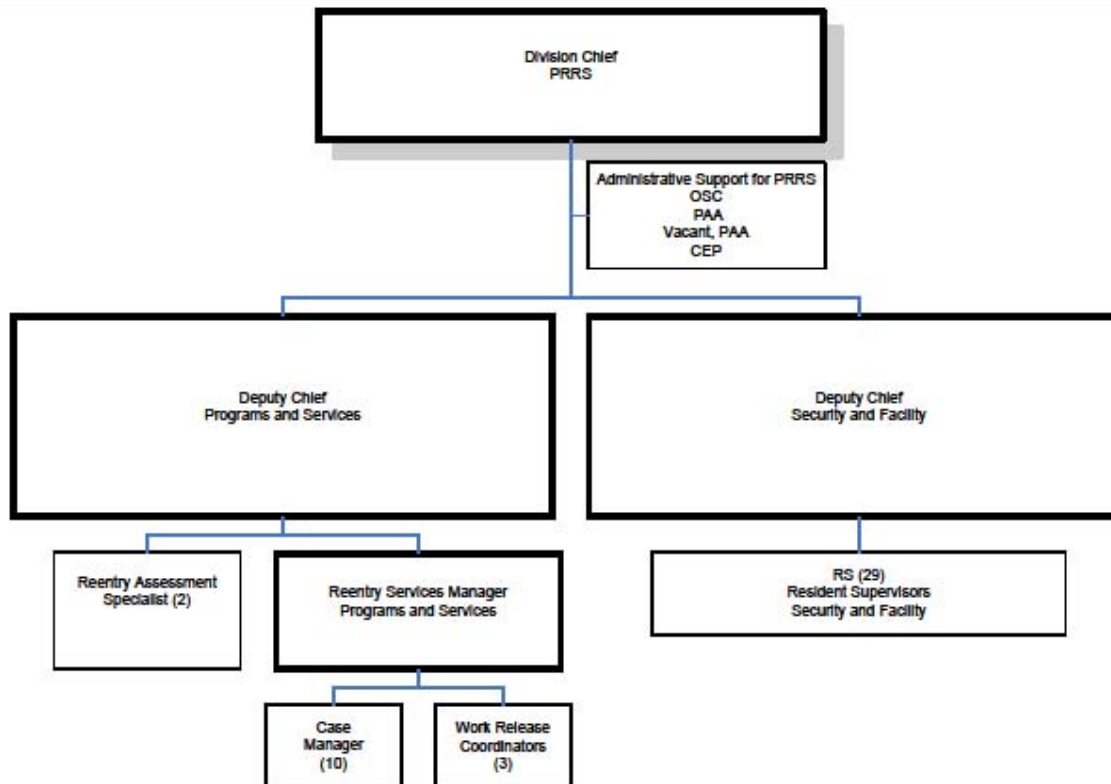 Division Chief
PRRS
Administrative Support for PRRS
OSC
PAA
Vacant, PAA
CEP
Deputy Chief
Programs and Services
Deputy Chief
Security and Facility
Reentry Assessment
Specialist (2)
Reentry Services Manager
Programs and Services
RS (29)
Resident Supervisors
Security and Facility
Case
Manager
(10)
Work Release
Coordinators
(3)